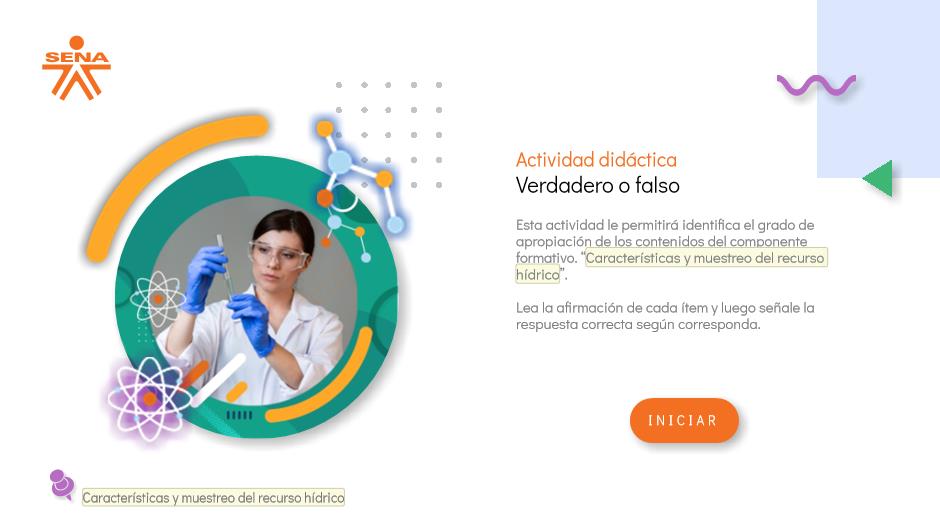 SENA
Actividad didáctica
Verdadero o falso
Esta actividad le permitirá identifica el grado de
apropiación de los contenidos del componente
formativo. “Características y muestreo del recurso
hídrico”.
Lea la afirmación de cada ítem y luego señale la
respuesta correcta según corresponda.
INICIAR
Características y muestreo del recurso hídrico